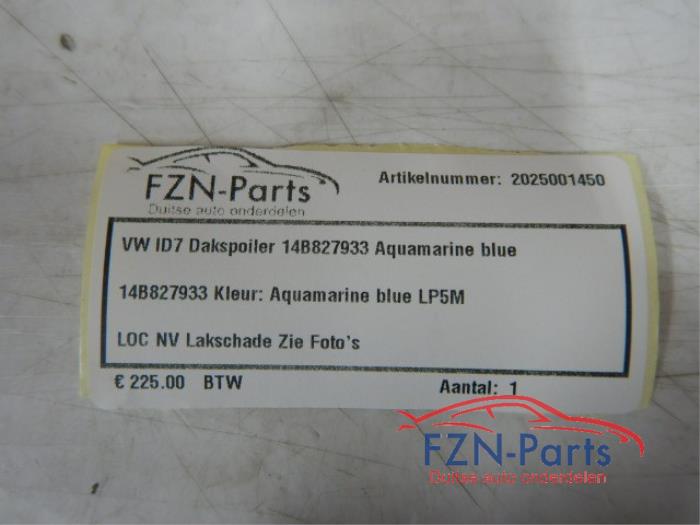 FZN-Parts
Duitse auto onderdelen
Artikelnummer: 2025001450
VW ID7 Dakspoiler 14B827933 Aquamarine blue
14B827933 Kleur: Aquamarine blue LP5M
LOC NV Lakschade Zie Foto's
€ 225.00 BTW
Aantal: 1
FZN-Parts
Duitse auto onderdelen